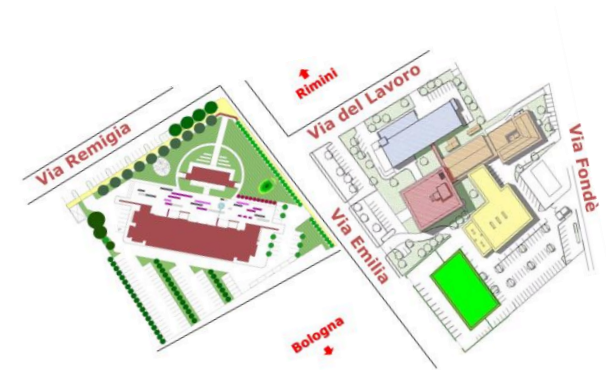 Rimini
Via del Lavoro
Via Remigia
Via Fondè
Via Emilia
Bologna